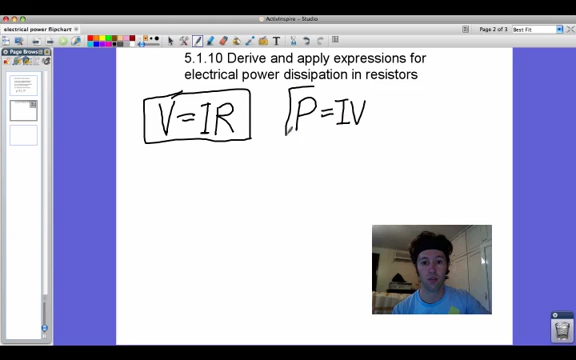 ActivInspire - Studio
electrical power flipchart
Page 2 of 3
Best Fit
Page Brows
5.1.10 Derive and apply expressions for
electrical power dissipation in resistors
V=IR P=IV